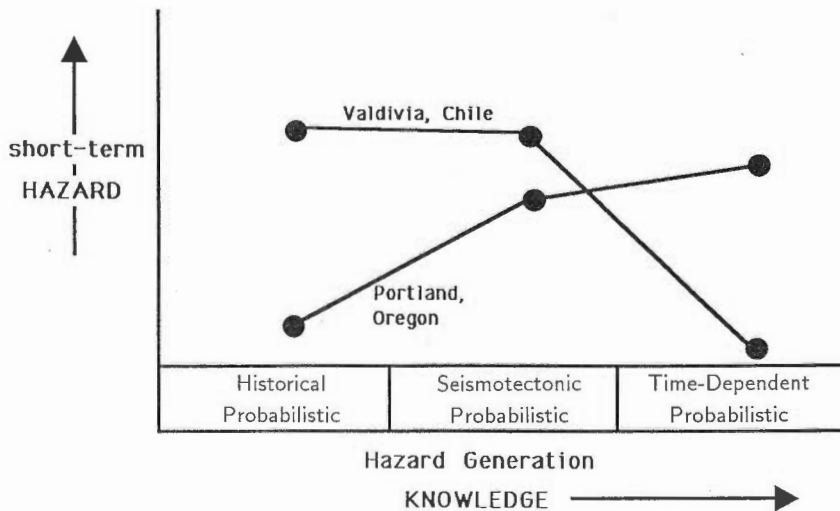 Valdivia, Chile
short-term
HAZARD
Portland,
Oregon
Historical
Probabilistic
Seismotectonic
Probabilistic
Time-Dependent
Probabilistic
Hazard Generation
KNOWLEDGE